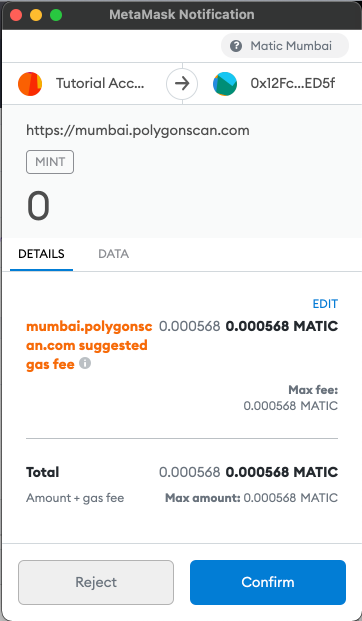 MetaMask Notification
? Matic Mumbai
Tutorial Acc... 0x12Fc...ED5f
https://mumbai.polygonscan.com
MINT
0
DETAILS DATA
EDIT
mumbai.polygonsc 0.000568 0.000568 MATIC
an.com suggested
gas fee i
Max fee:
0.000568 MATIC
Total 0.000568 0.000568 MATIC
Amount + gas fee Max amount: 0.000568 MATIC
Reject Confirm